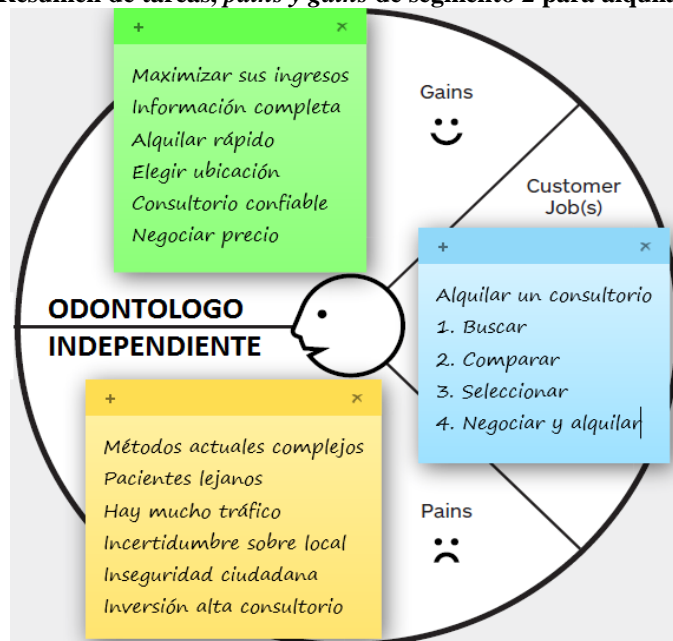 Resumen de tareas, pains y gains de segmento 2 para alquila
Maximizar sus ingresos
Información completa
Alquilar rápido
Elegir ubicación
Consultorio confiable
Negociar precio
Gains
Customer
Job(s)
Alquilar un consultorio
1. Buscar
2. Comparar
3. Seleccionar
4. Negociar y alquilar
ODONTOLOGO
INDEPENDIENTE
Métodos actuales complejos
Pacientes lejanos
Hay mucho tráfico
Incertidumbre sobre local
Inseguridad ciudadana
Inversión alta consultorio
Pains